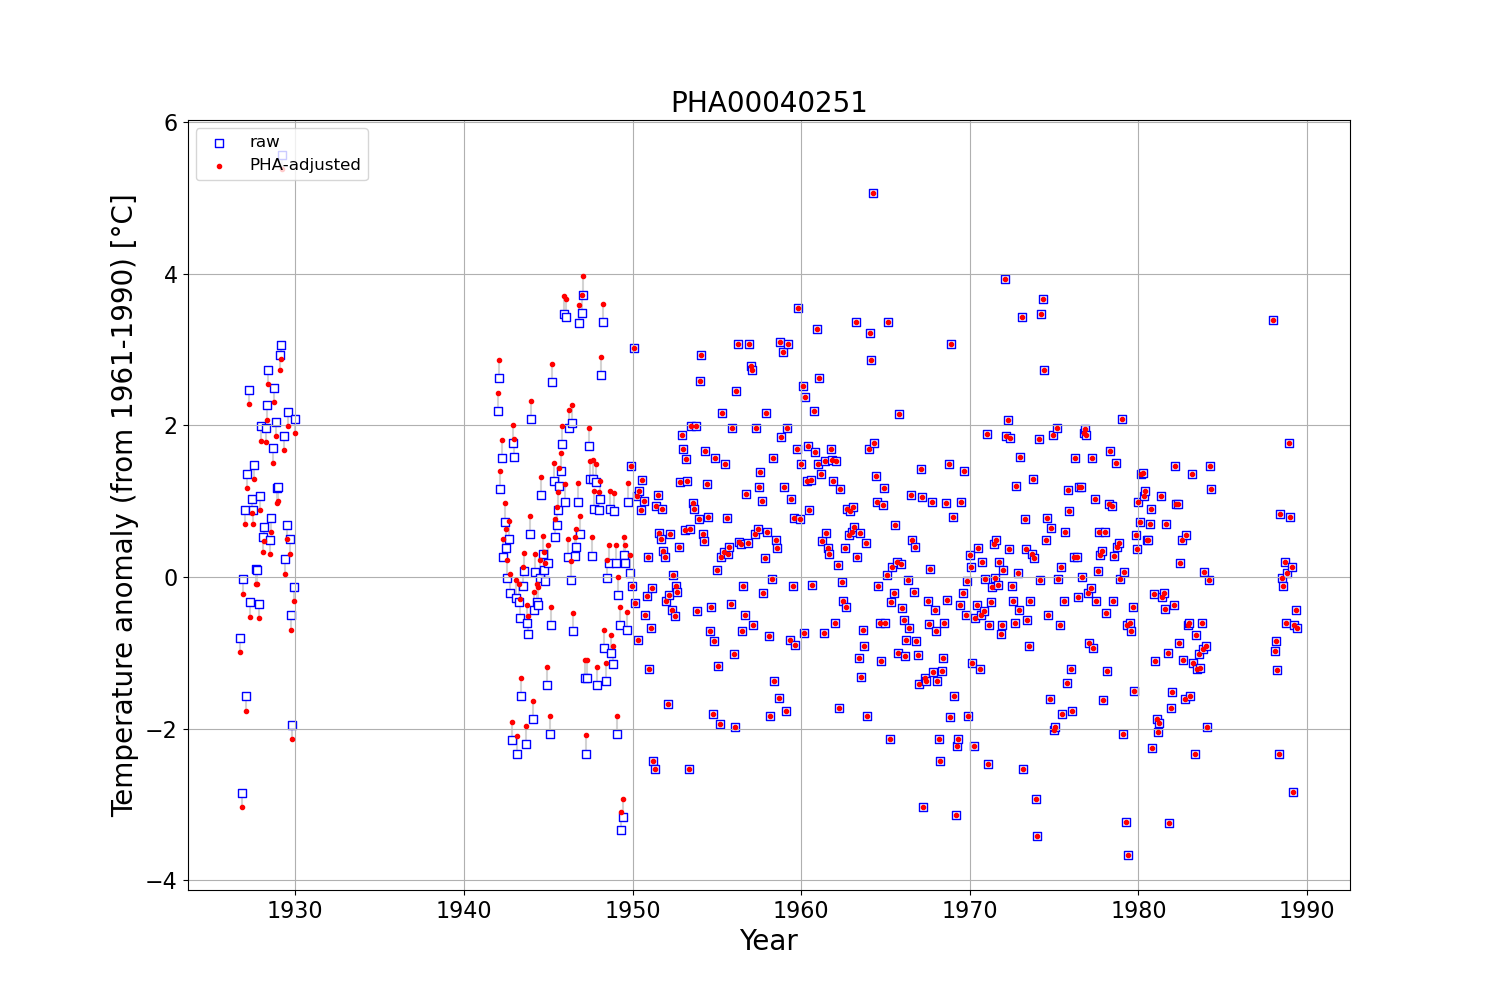 PHA00040251
raw
PHA-adjusted
6
4
2
0
−2
−4
Temperature anomaly (from 1961-1990) [°C]
1930
1940
1950
1960
1970
1980
1990
Year